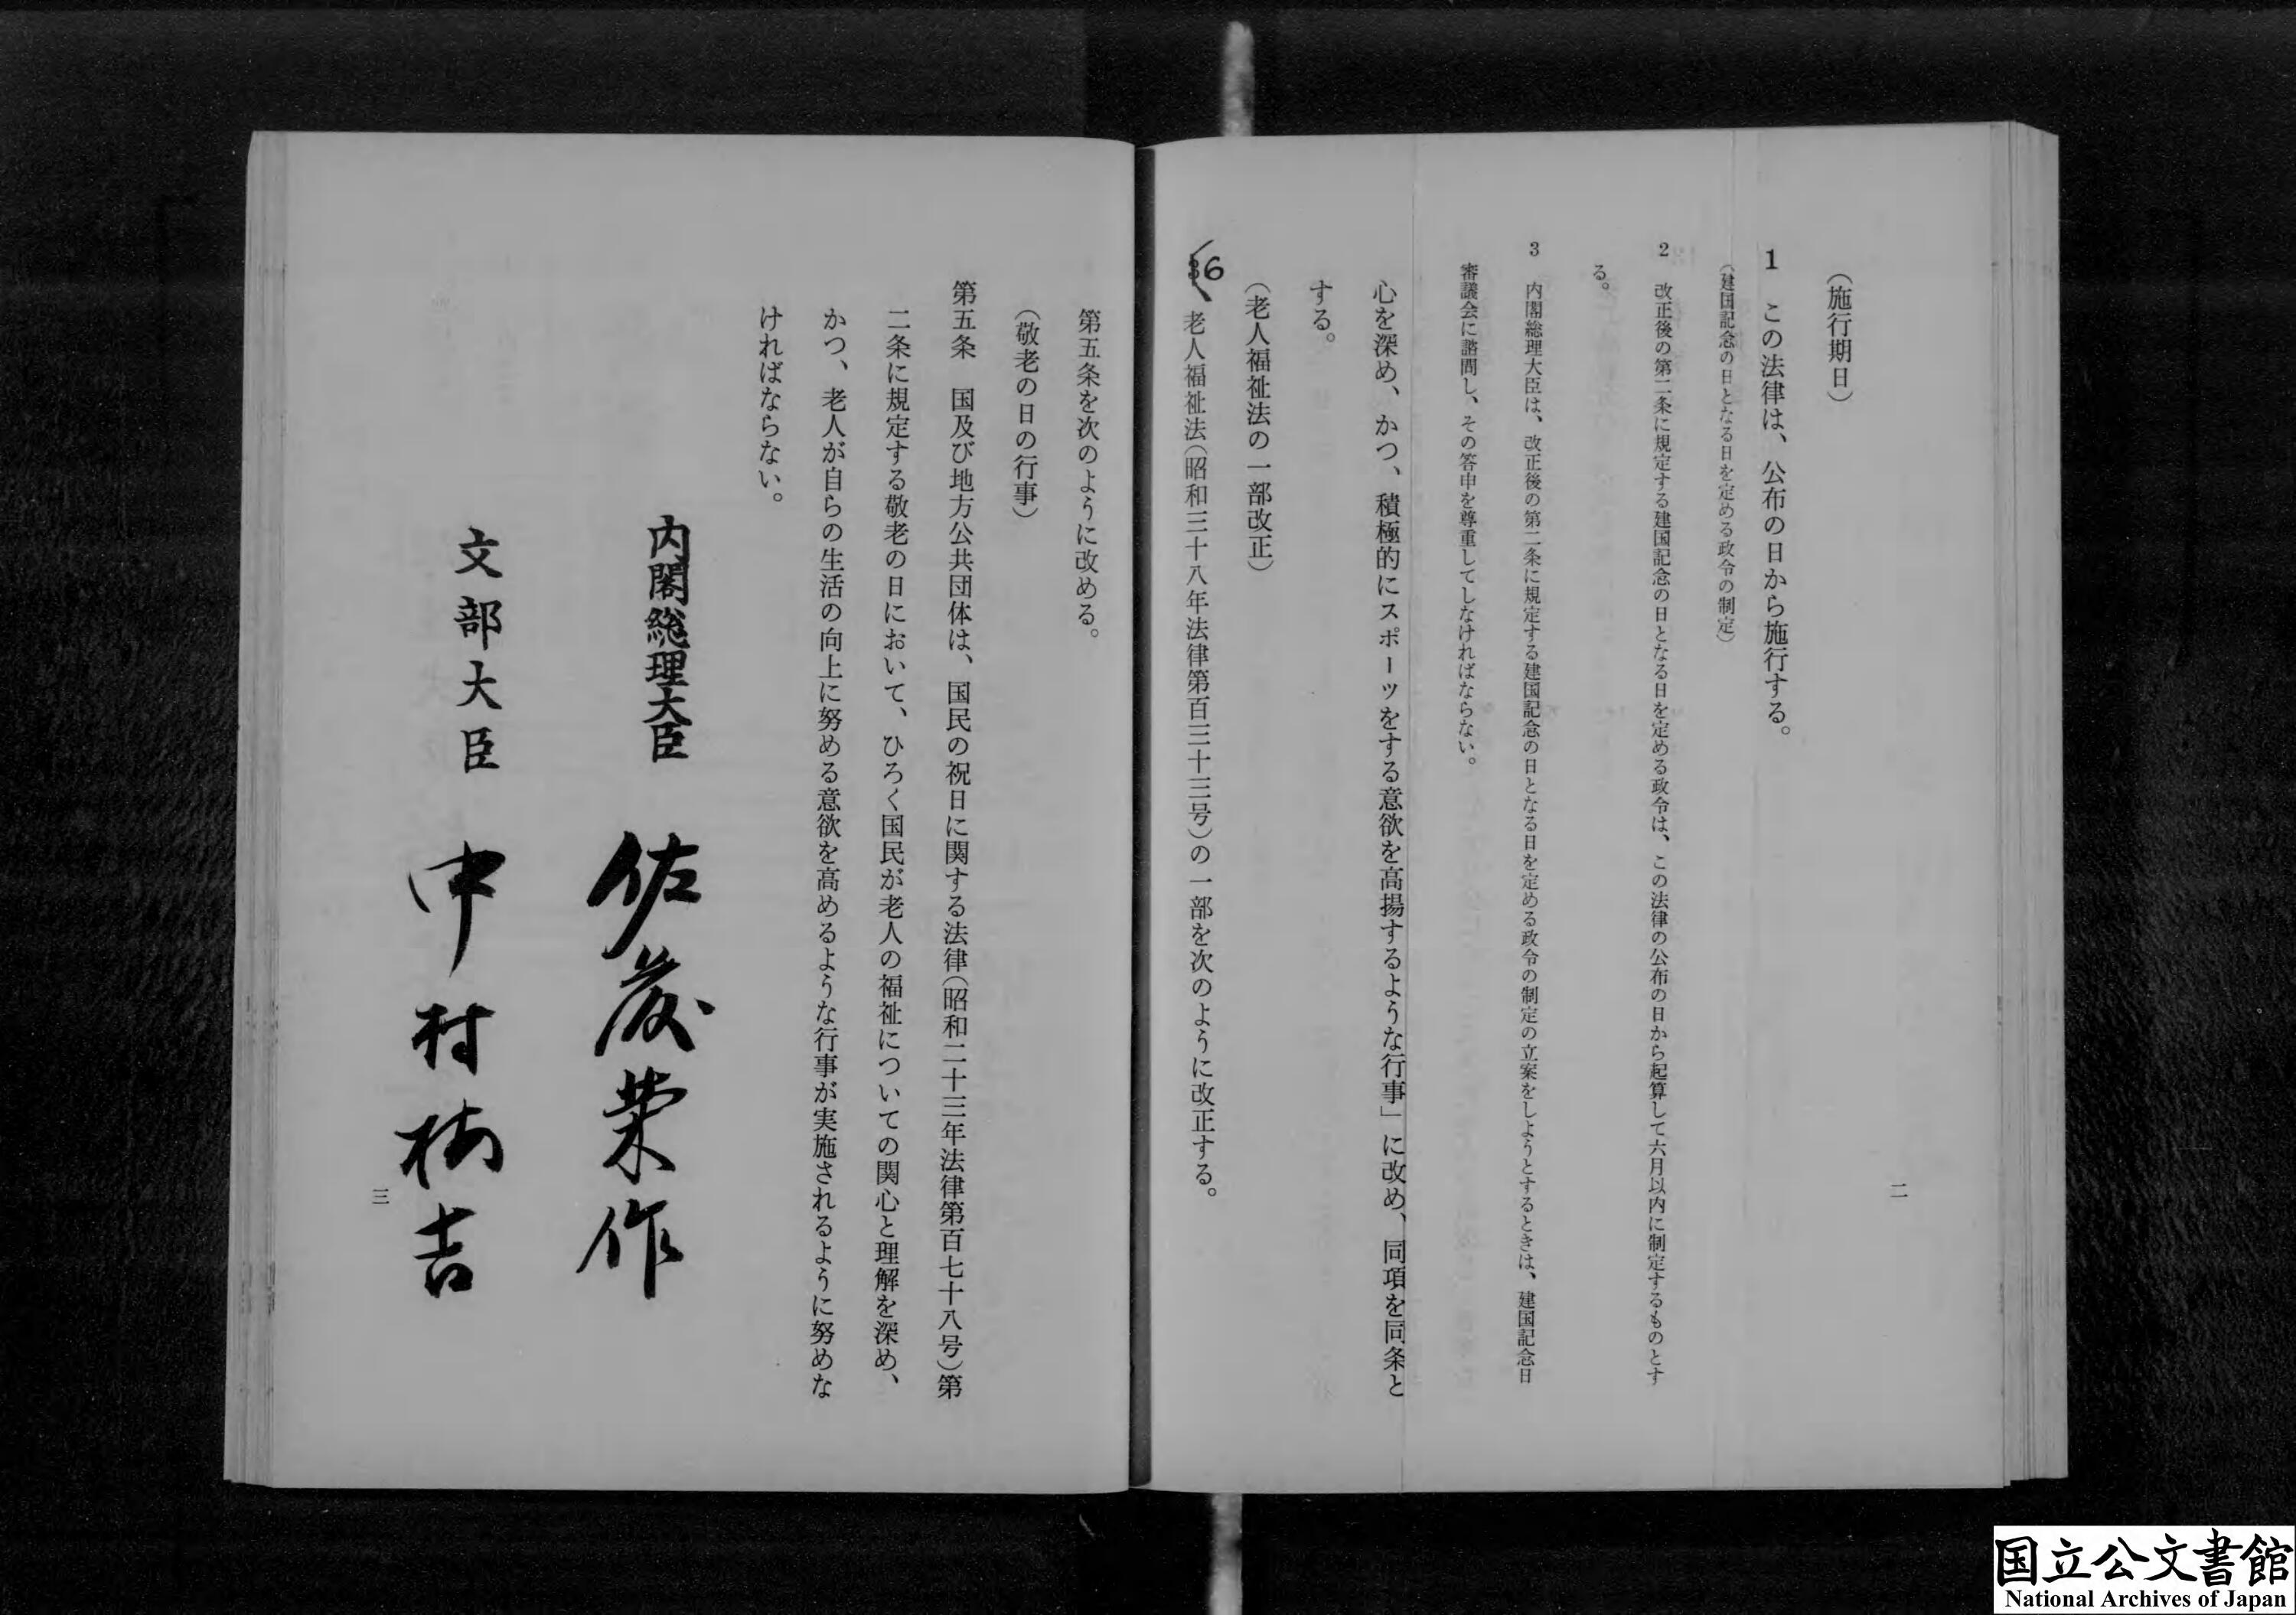 二
(施行期日)
1 この法律は、公布の日から施行する。
(建国記念の日となる日を定める政令の制定)
2 改正後の第二条に規定する建国記念の日となる日を定める政令は、この法律の公布の日から起算して六月以内に制定するものとす
る。
3 内閣総理大臣は、改正後の第二条に規定する建国記念の日となる日を定める政令の制定の立案をしようとするときは、建国記念日
審議会に諮問し、その答申を尊重してしなければならない。
心を深め、かつ、積極的にスポーツをする意欲を高揚するような行事」に改め、同項を同条と
する。
(老人福祉法の一部改正)
6 老人福祉法(昭和三十八年法律第百三十三号)の一部を次のように改正する。
第五条を次のように改める。
(敬老の日の行事)
第五条 国及び地方公共団体は、国民の祝日に関する法律(昭和二十三年法律第百七十八号)第
二条に規定する敬老の日において、ひろく国民が老人の福祉についての関心と理解を深め、
かつ、老人が自らの生活の向上に努める意欲を高めるような行事が実施されるように努めな
ければならない。
内閣総理大臣 佐藤榮作
文部大臣 中村梅吉
三
国立公文書館
National Archives of Japan